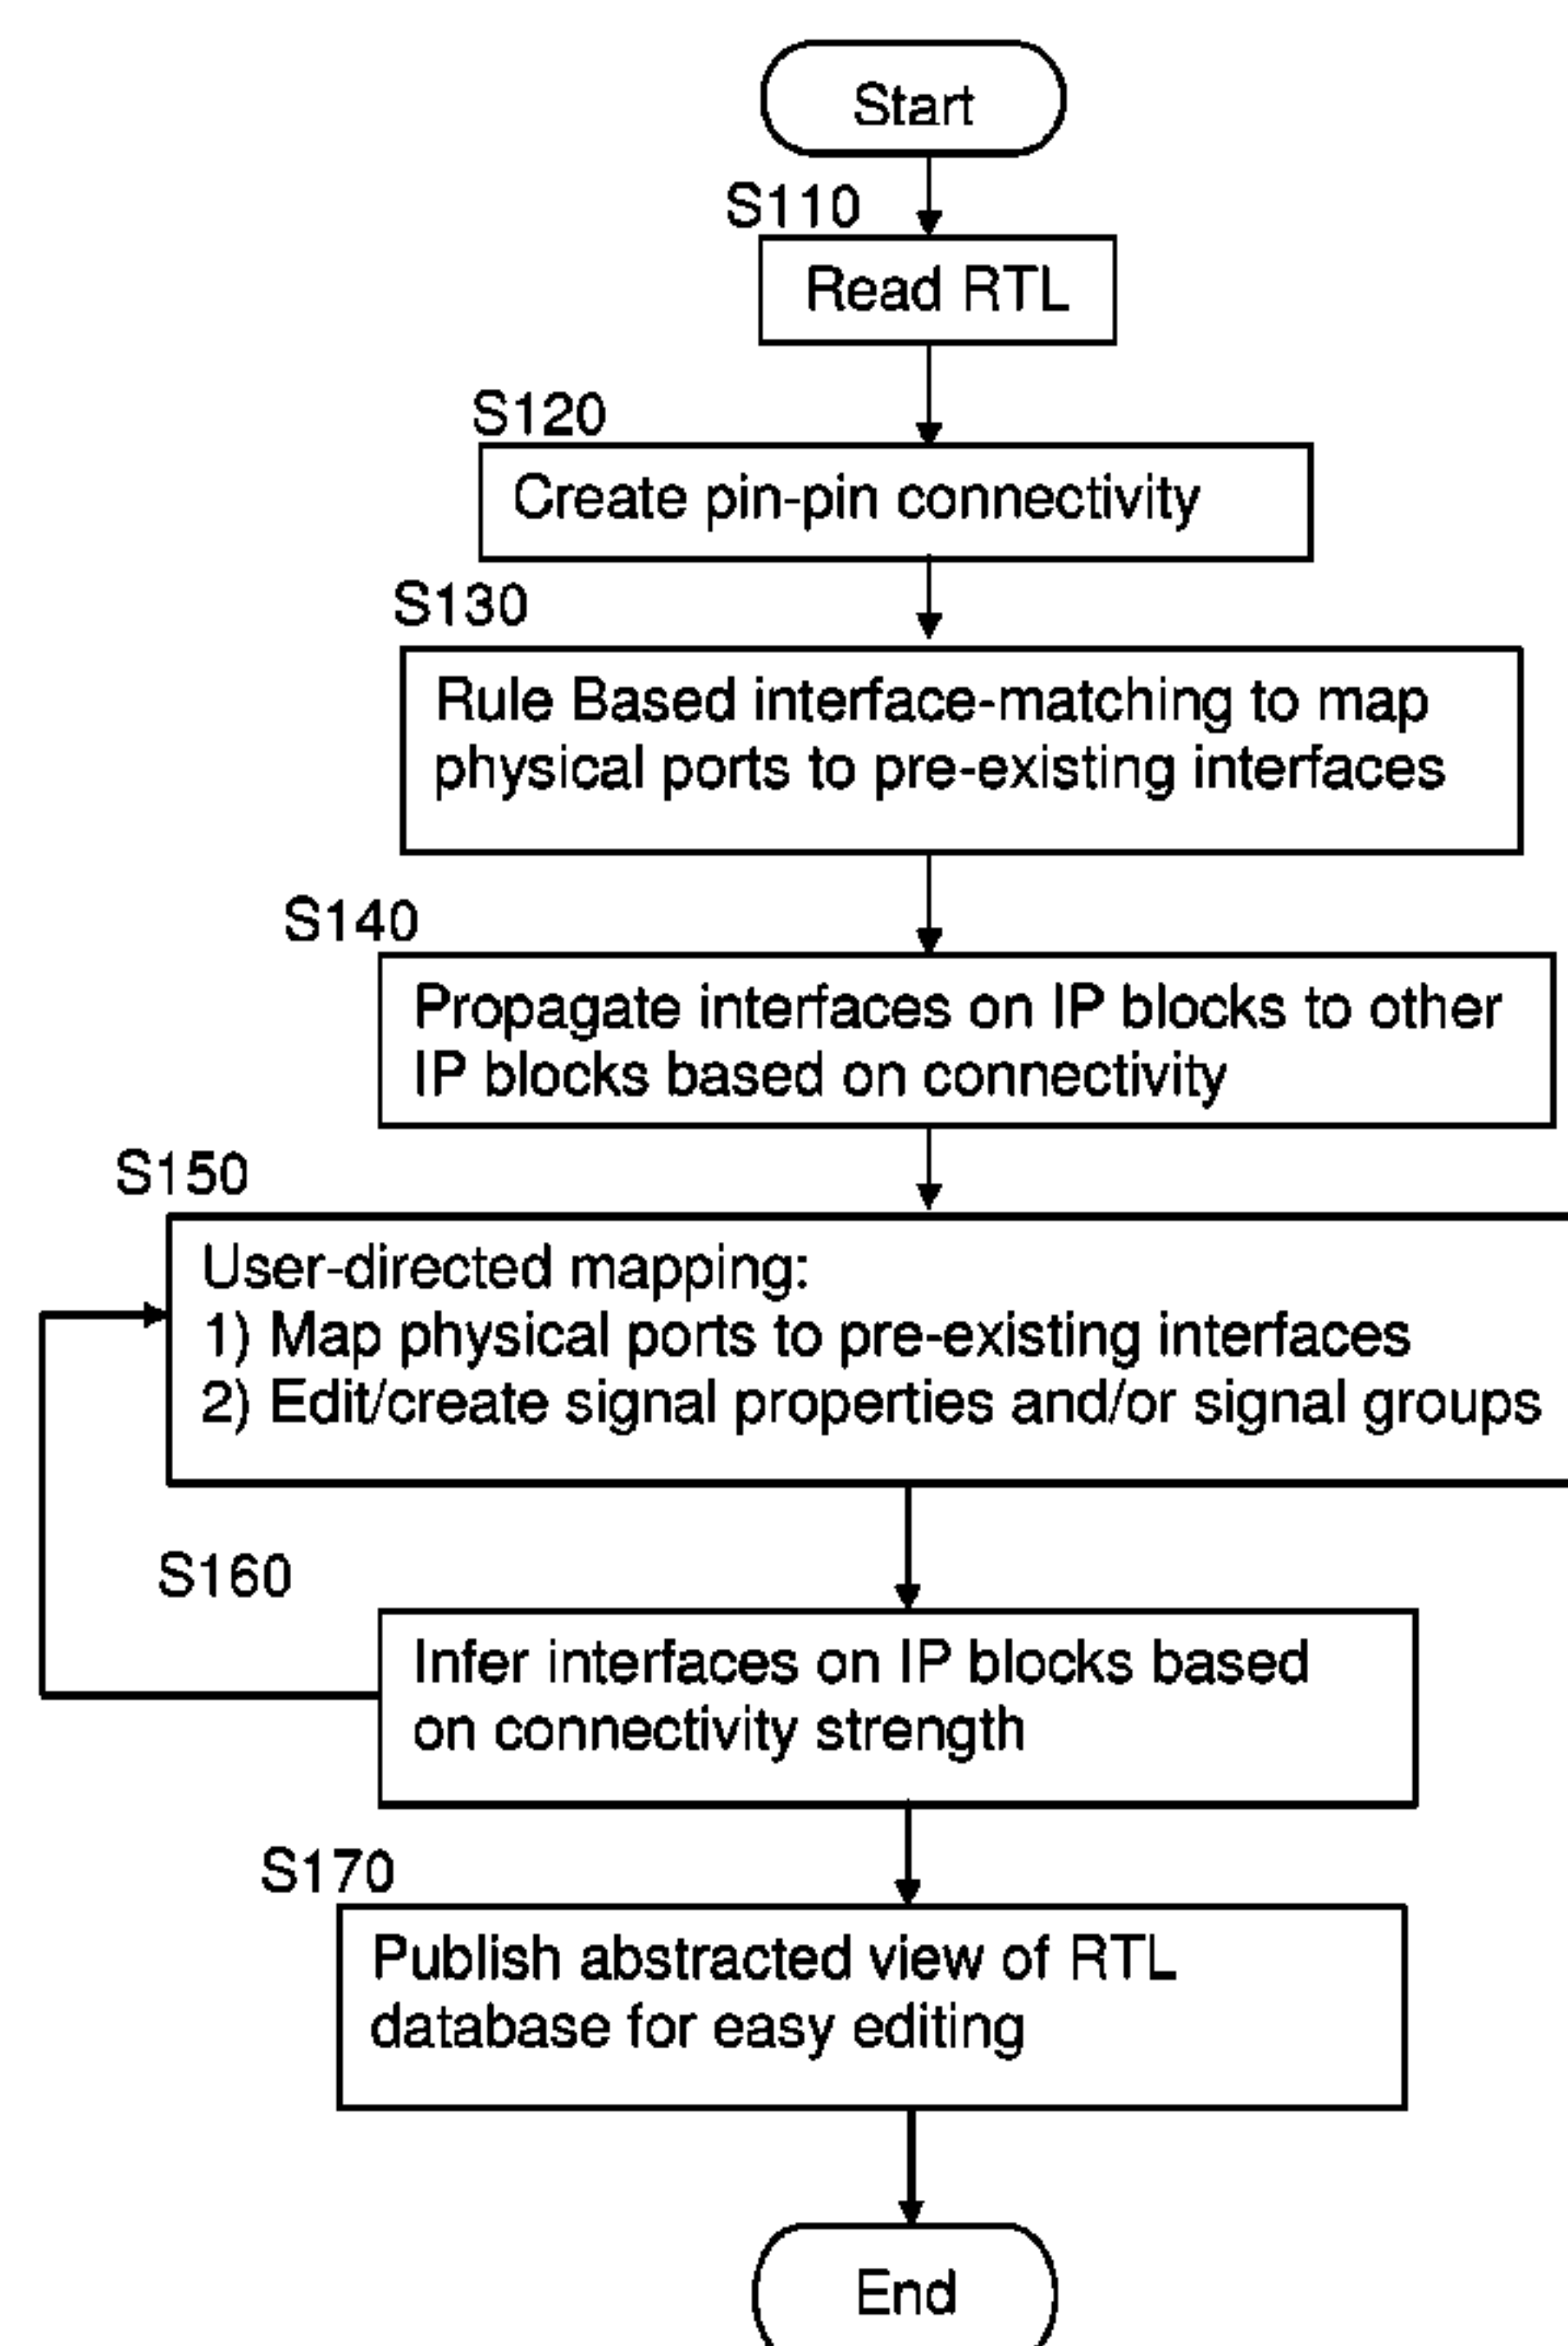 Start
S110
Read RTL
S120
Create pin-pin connectivity
S130
Rule Based interface-matching to map
physical ports to pre-existing interfaces
S140
Propagate interfaces on IP blocks to other
IP blocks based on connectivity
S150
User-directed mapping:
1) Map physical ports to pre-existing interfaces
2) Edit/create signal properties and/or signal groups
S160
Infer interfaces on IP blocks based
on connectivity strength
S170
Publish abstracted view of RTL
database for easy editing
End